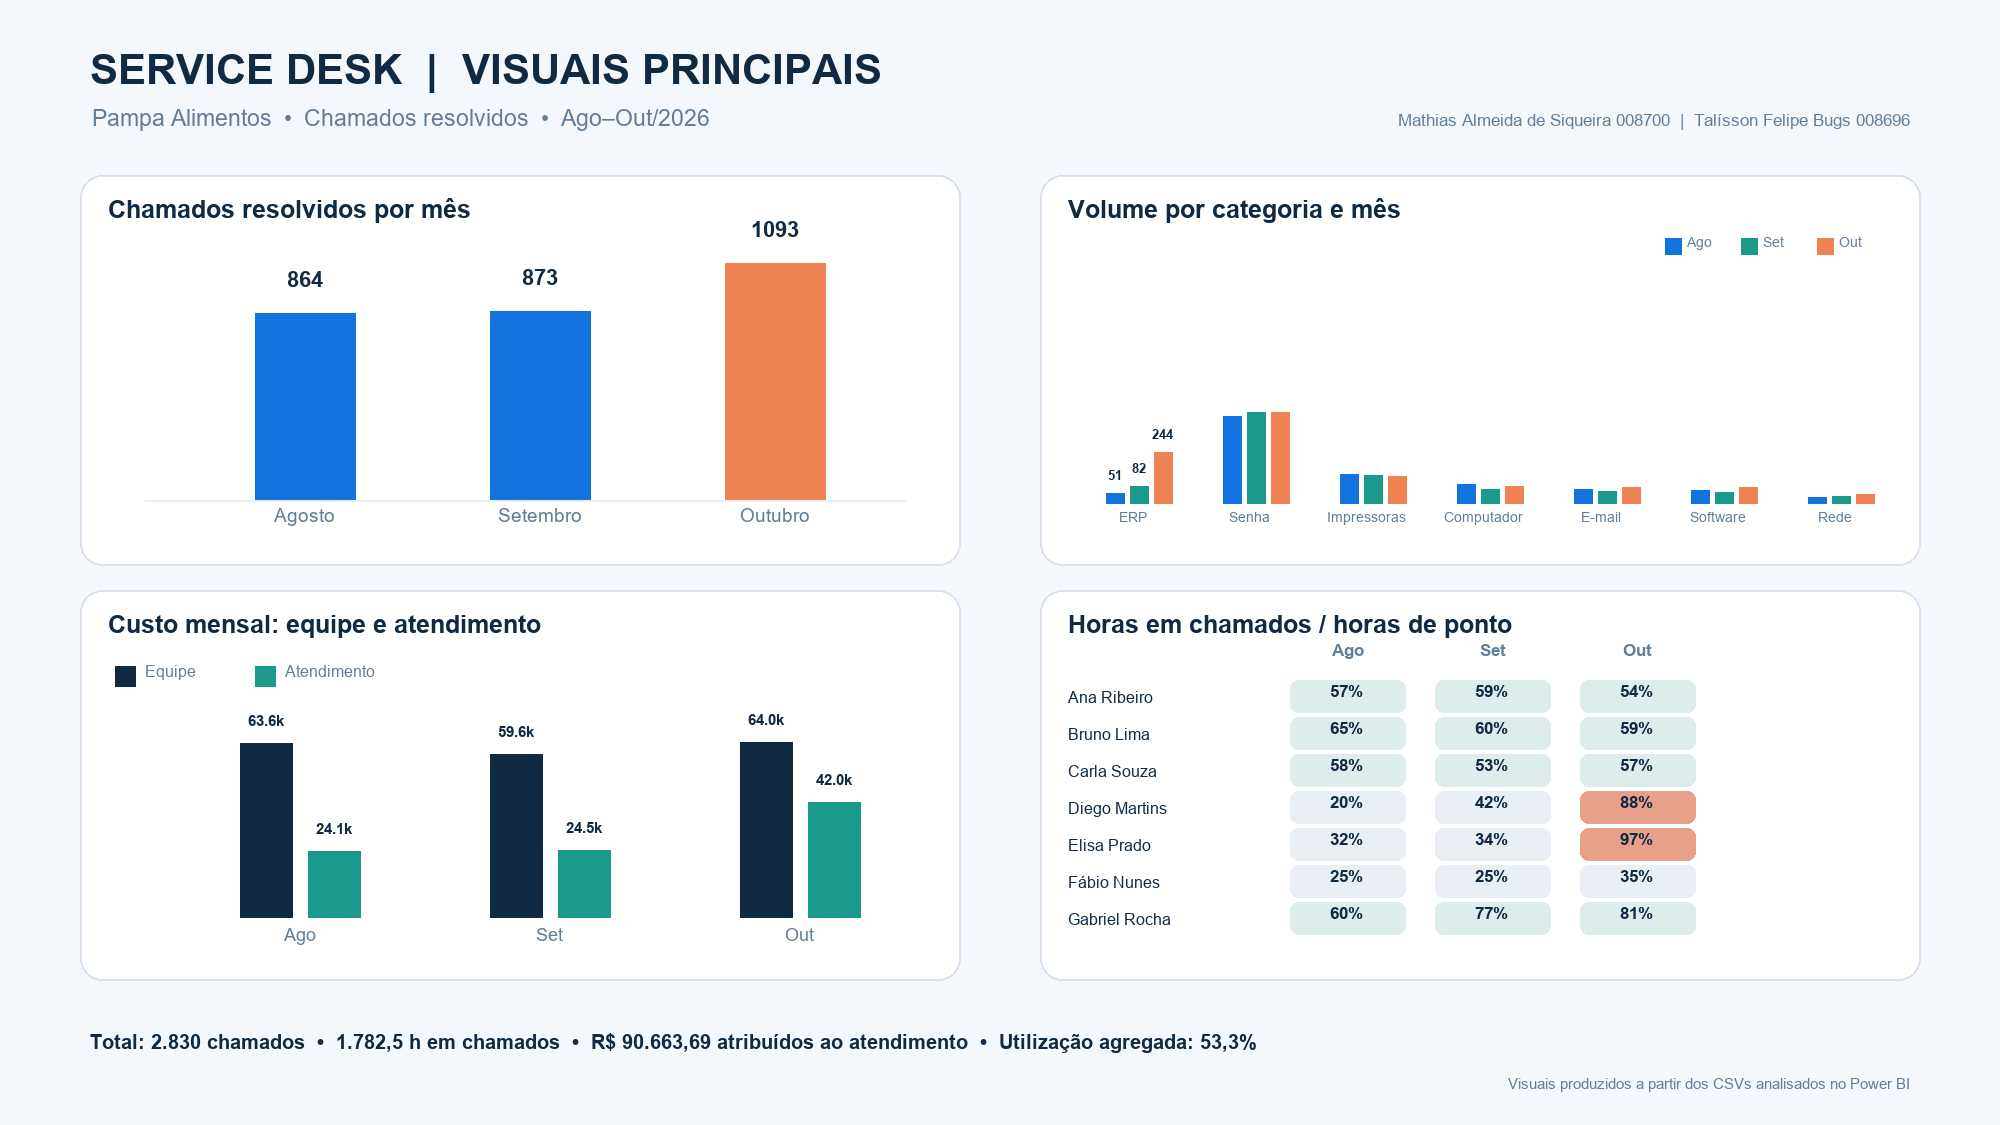 SERVICE DESK | VISUAIS PRINCIPAIS
Pampa Alimentos • Chamados resolvidos • Ago–Out/2026
Mathias Almeida de Siqueira 008700 | Talísson Felipe Bugs 008696
Chamados resolvidos por mês
864
873
1093
Agosto
Setembro
Outubro
Volume por categoria e mês
Ago
Set
Out
51
82
244
ERP
Senha
Impressoras
Computador
E-mail
Software
Rede
Custo mensal: equipe e atendimento
Equipe
Atendimento
63.6k
24.1k
59.6k
24.5k
64.0k
42.0k
Ago
Set
Out
Horas em chamados / horas de ponto
Ago Set Out
Ana Ribeiro 57% 59% 54%
Bruno Lima 65% 60% 59%
Carla Souza 58% 53% 57%
Diego Martins 20% 42% 88%
Elisa Prado 32% 34% 97%
Fábio Nunes 25% 25% 35%
Gabriel Rocha 60% 77% 81%
Total: 2.830 chamados • 1.782,5 h em chamados • R$ 90.663,69 atribuídos ao atendimento • Utilização agregada: 53,3%
Visuais produzidos a partir dos CSVs analisados no Power BI